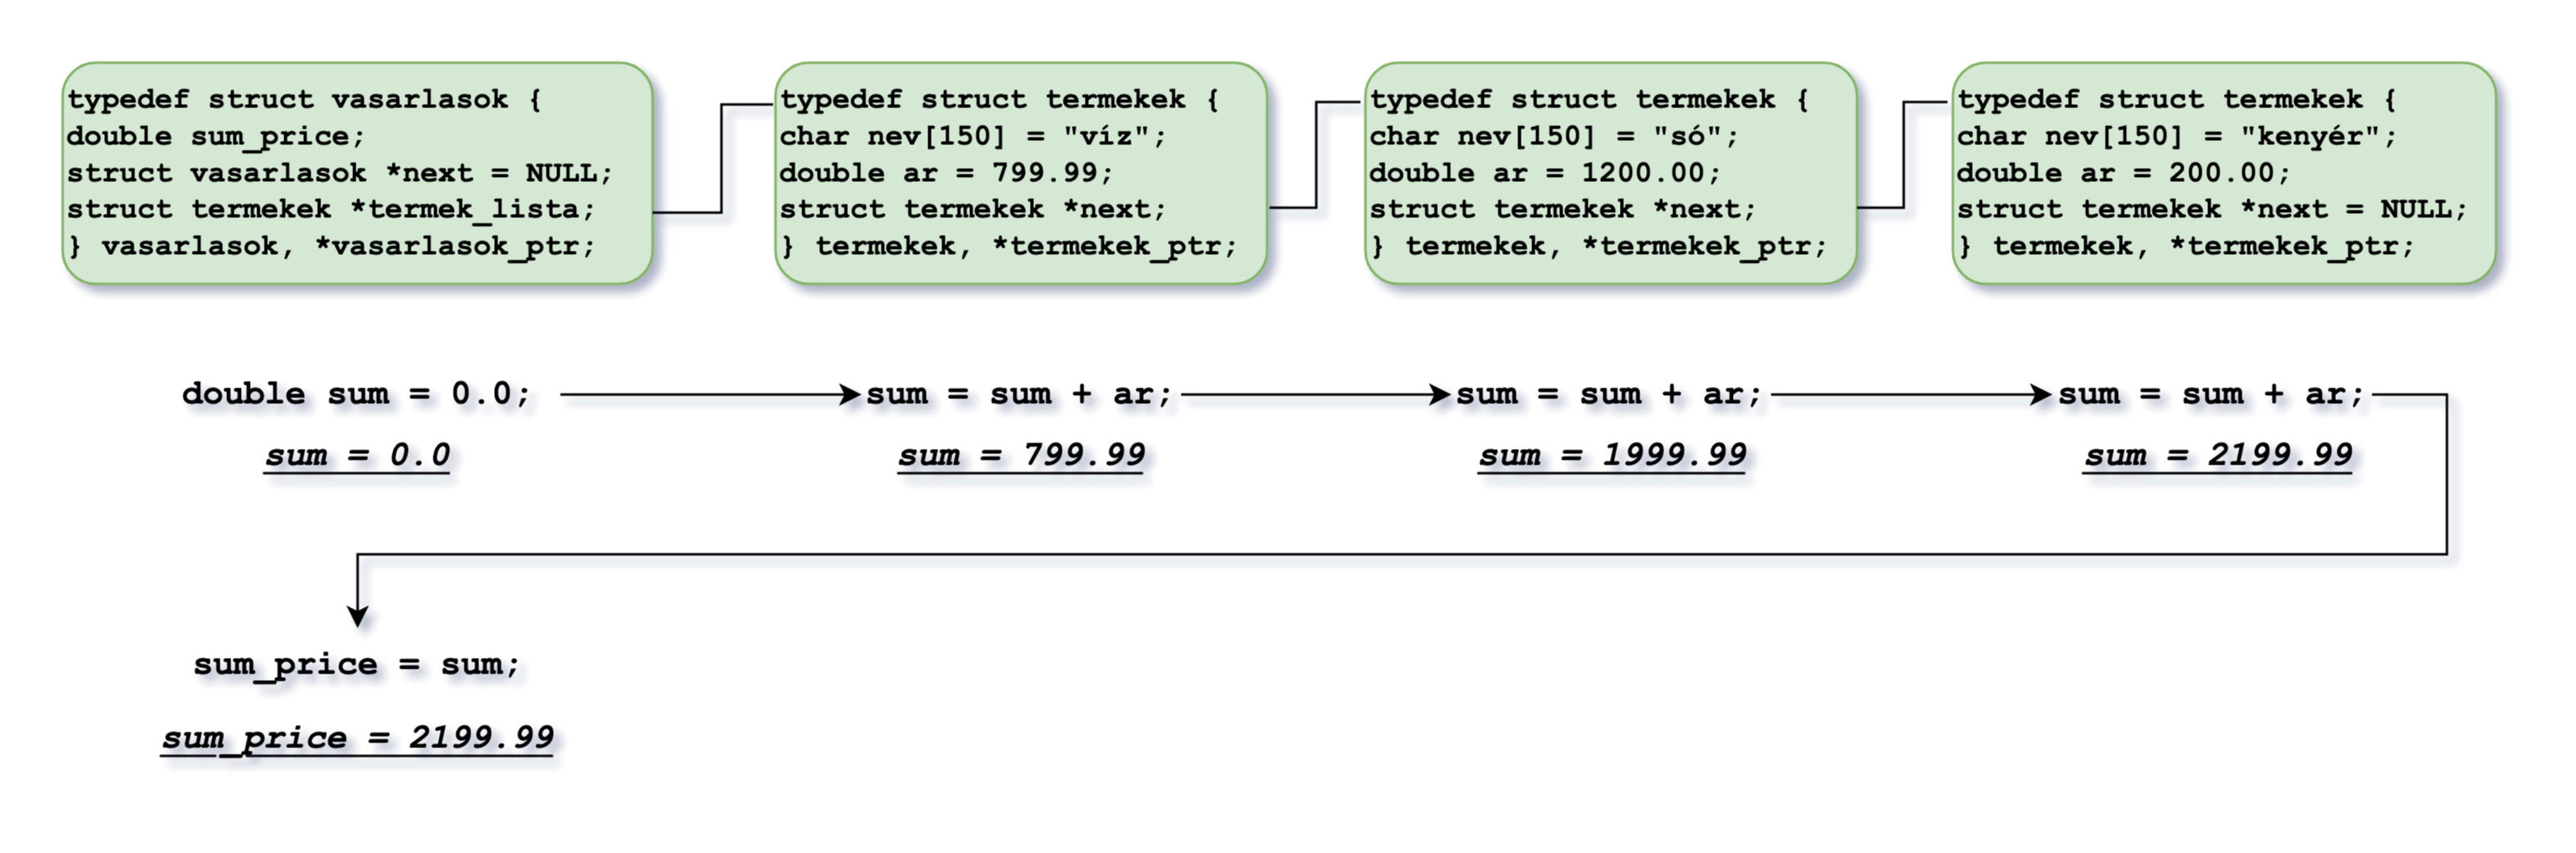 typedef struct vasarlasok {
double sum_price;
struct vasarlasok *next = NULL;
struct termekek *termek_lista;
} vasarlasok, *vasarlasok_ptr;
typedef struct termekek {
char nev[150] = "víz";
double ar = 799.99;
struct termekek *next;
} termekek, *termekek_ptr;
typedef struct termekek {
char nev[150] = "só";
double ar = 1200.00;
struct termekek *next;
} termekek, *termekek_ptr;
typedef struct termekek {
char nev[150] = "kenyér";
double ar = 200.00;
struct termekek *next = NULL;
} termekek, *termekek_ptr;
double sum = 0.0;
sum = 0.0
sum = sum + ar;
sum = 799.99
sum = sum + ar;
sum = 1999.99
sum = sum + ar;
sum = 2199.99
sum_price = sum;
sum_price = 2199.99